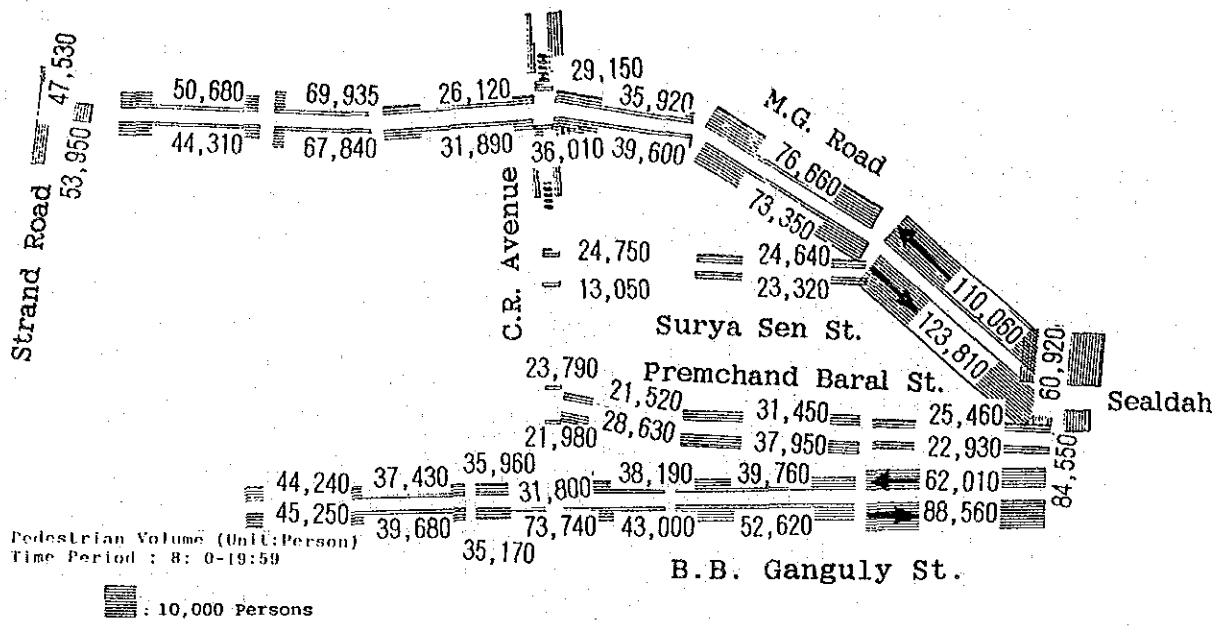 29,150
47,530
50,680 69,935 26,120 35,920
M.G. Road
53,950
44,310 67,840 31,890 36,010 39,600
76,660
73,350
Strand Road
C.R. Avenue
24,750 24,640
13,050 23,320
110,060
123,810
Surya Sen St.
60,920
23,790 Premchand Baral St.
Sealdah
21,520 31,450 25,460
21,980 28,630 37,950 22,930
84,550
44,240 37,430 35,960 31,800 38,190 39,760 62,010
45,250 39,680 35,170 73,740 43,000 52,620 88,560
B.B. Ganguly St.
Pedestrian Volume (Unit:Person)
Time Period : 8: 0-19:59
: 10,000 Persons